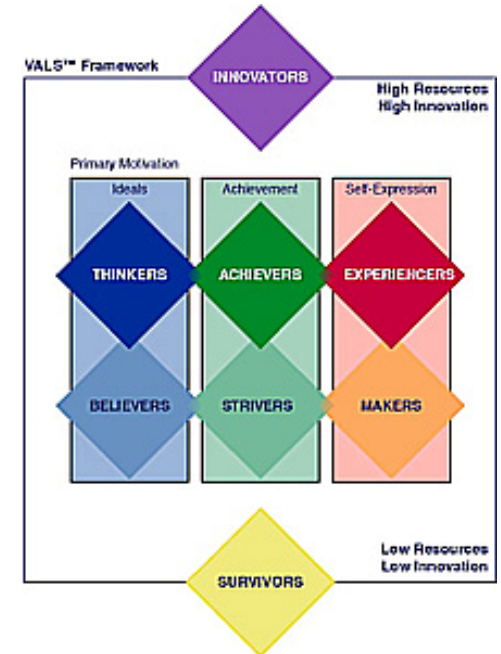 VALS™ Framework
INNOVATORS
High Resources
High Innovation
Primary Motivation
Ideals
Achievement
Self-Expression
THINKERS
ACHIEVERS
EXPERIENCERS
BELIEVERS
STRIVERS
MAKERS
Low Resources
Low Innovation
SURVIVORS